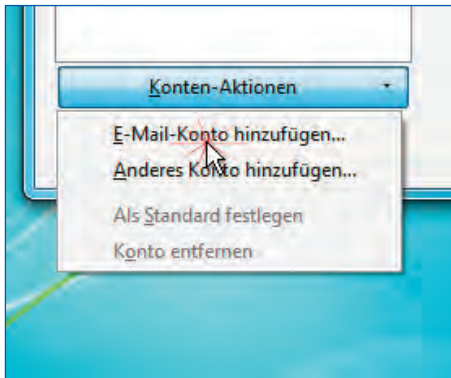 Konten-Aktionen
E-Mail-Konto hinzufügen...
Anderes Konto hinzufügen...
Als Standard festlegen
Konto entfernen